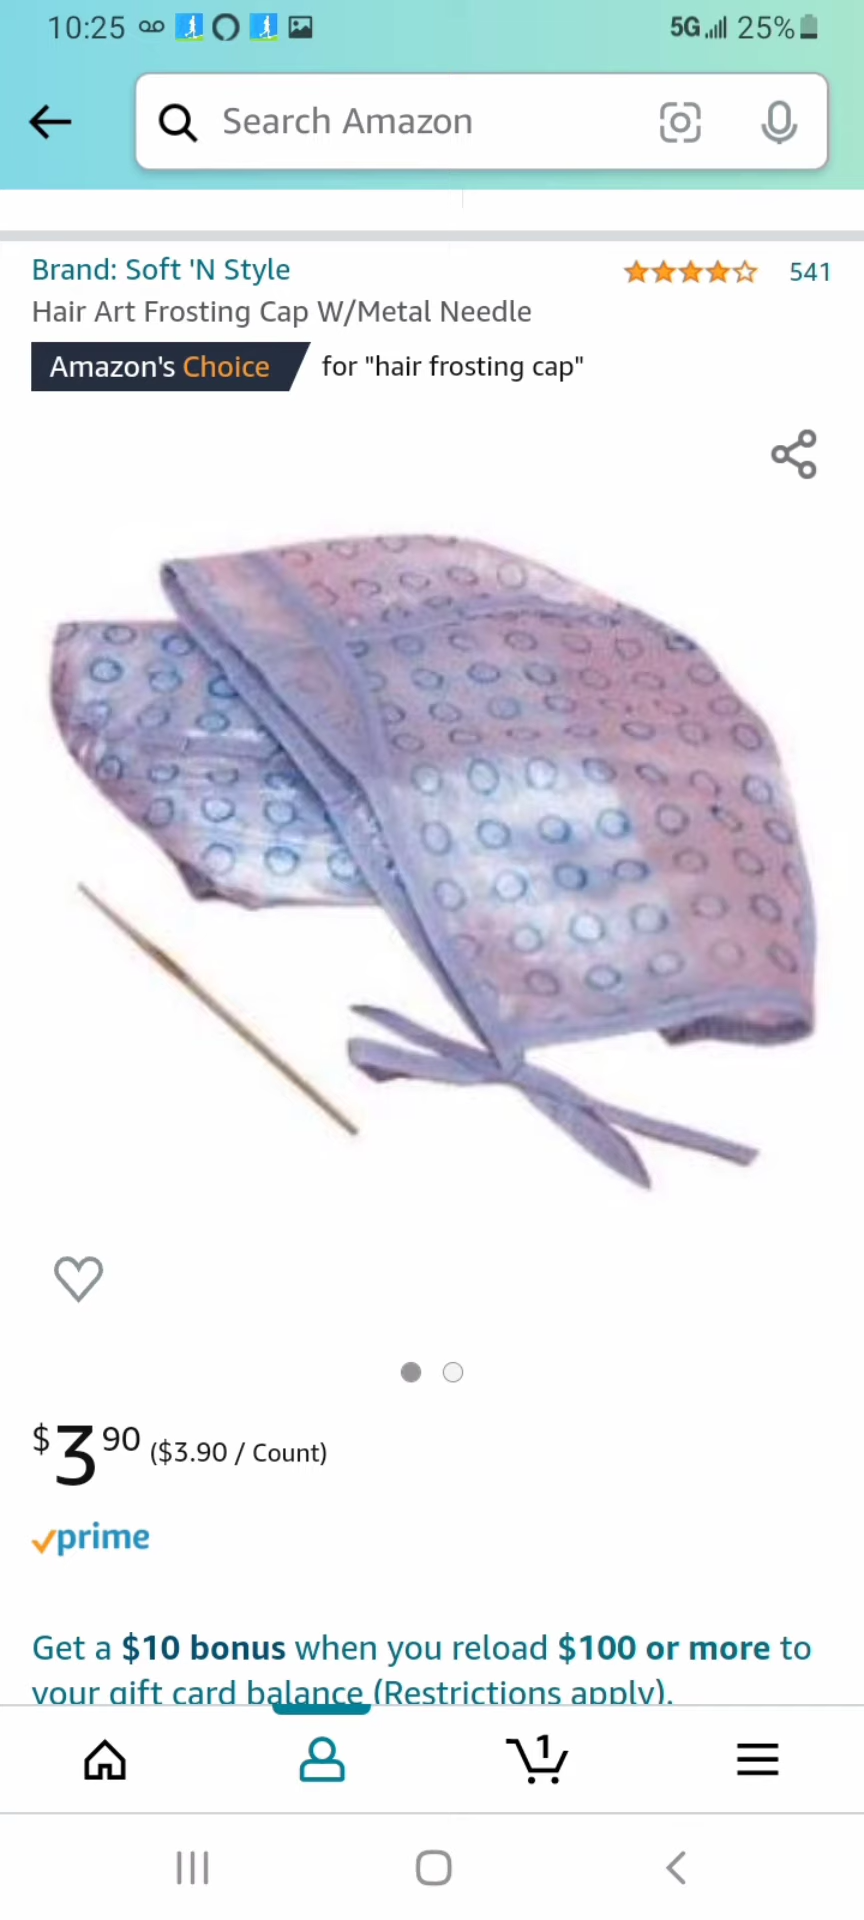 10:25
5G 25%
Search Amazon
Brand: Soft 'N Style
541
Hair Art Frosting Cap W/Metal Needle
Amazon's Choice for "hair frosting cap"
$3 90 ($3.90 / Count)
prime
Get a $10 bonus when you reload $100 or more to
your gift card balance (Restrictions apply).
1